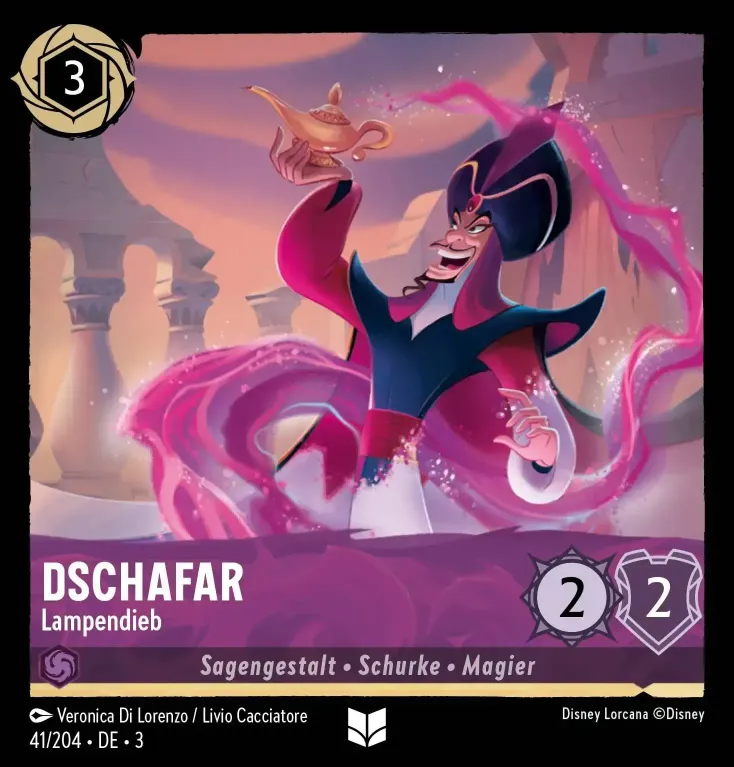 3
DSCHAFAR
Lampendieb
2
2
Sagengestalt • Schurke • Magier
Veronica Di Lorenzo / Livio Cacciatore
Disney Lorcana ©Disney
41/204 • DE • 3